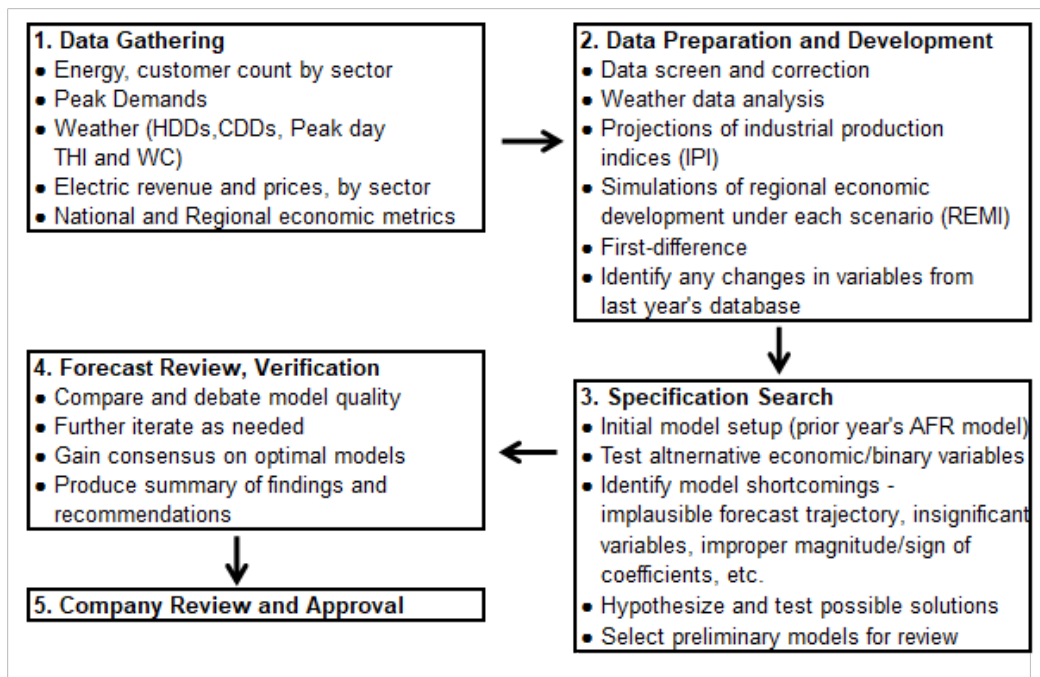 1. Data Gathering
● Energy, customer count by sector
● Peak Demands
● Weather (HDDs,CDDs, Peak day
THI and WC)
● Electric revenue and prices, by sector
● National and Regional economic metrics
2. Data Preparation and Development
● Data screen and correction
● Weather data analysis
● Projections of industrial production
indices (IPI)
● Simulations of regional economic
development under each scenario (REMI)
● First-difference
● Identify any changes in variables from
last year's database
3. Specification Search
● Initial model setup (prior year's AFR model)
● Test altnernative economic/binary variables
● Identify model shortcomings -
implausible forecast trajectory, insignificant
variables, improper magnitude/sign of
coefficients, etc.
● Hypothesize and test possible solutions
● Select preliminary models for review
4. Forecast Review, Verification
● Compare and debate model quality
● Further iterate as needed
● Gain consensus on optimal models
● Produce summary of findings and
recommendations
5. Company Review and Approval